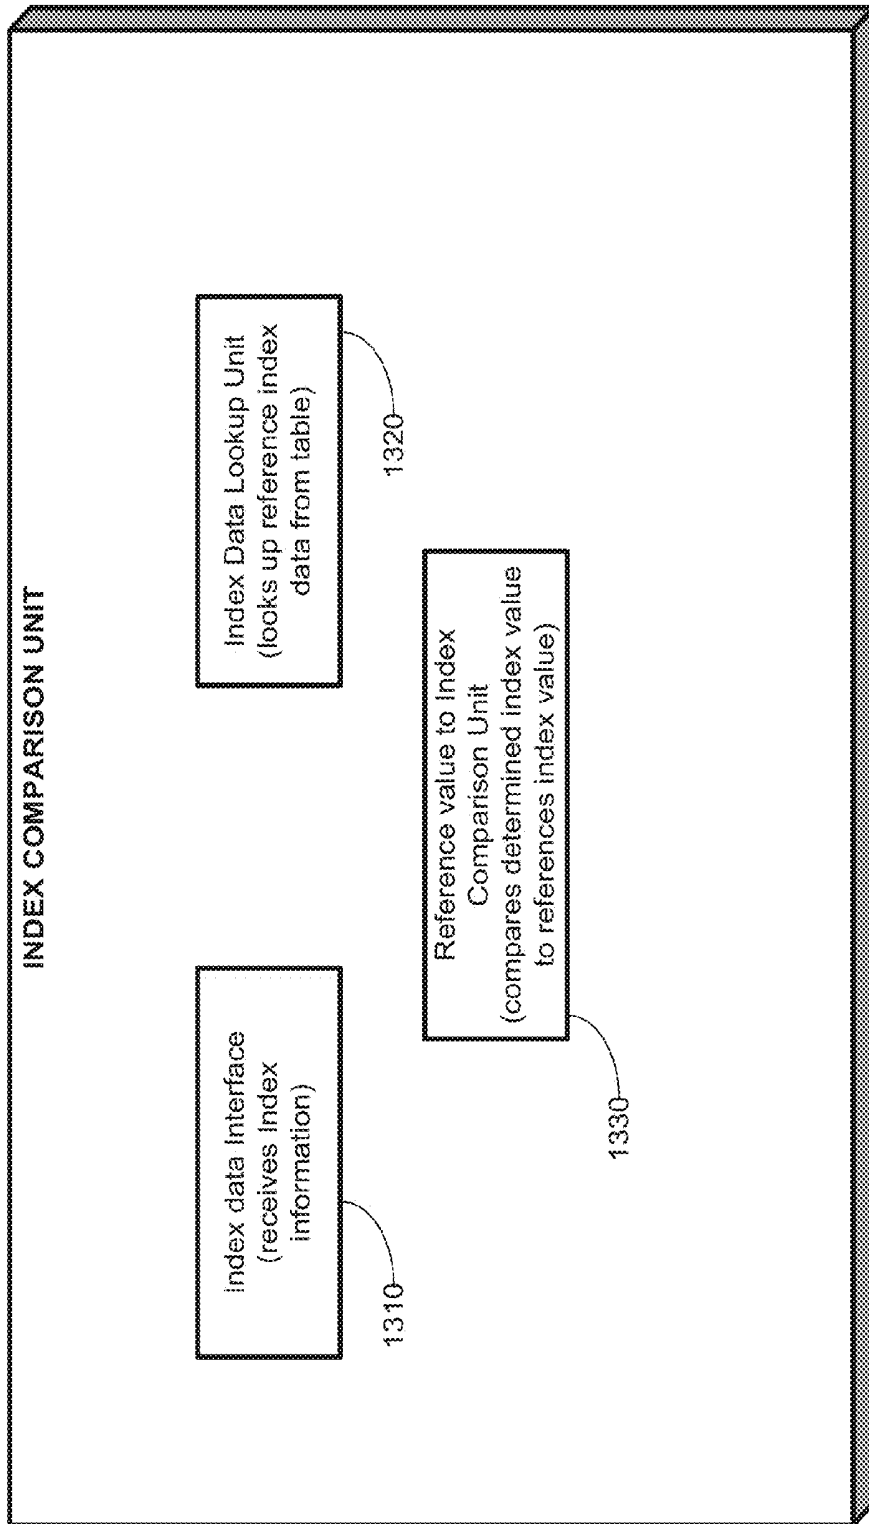 INDEX COMPARISON UNIT
Index data Interface
(receives Index
information)
1310
Index Data Lookup Unit
(looks up reference index
data from table)
1320
Reference value to Index
Comparison Unit
(compares determined index value
to references index value)
1330